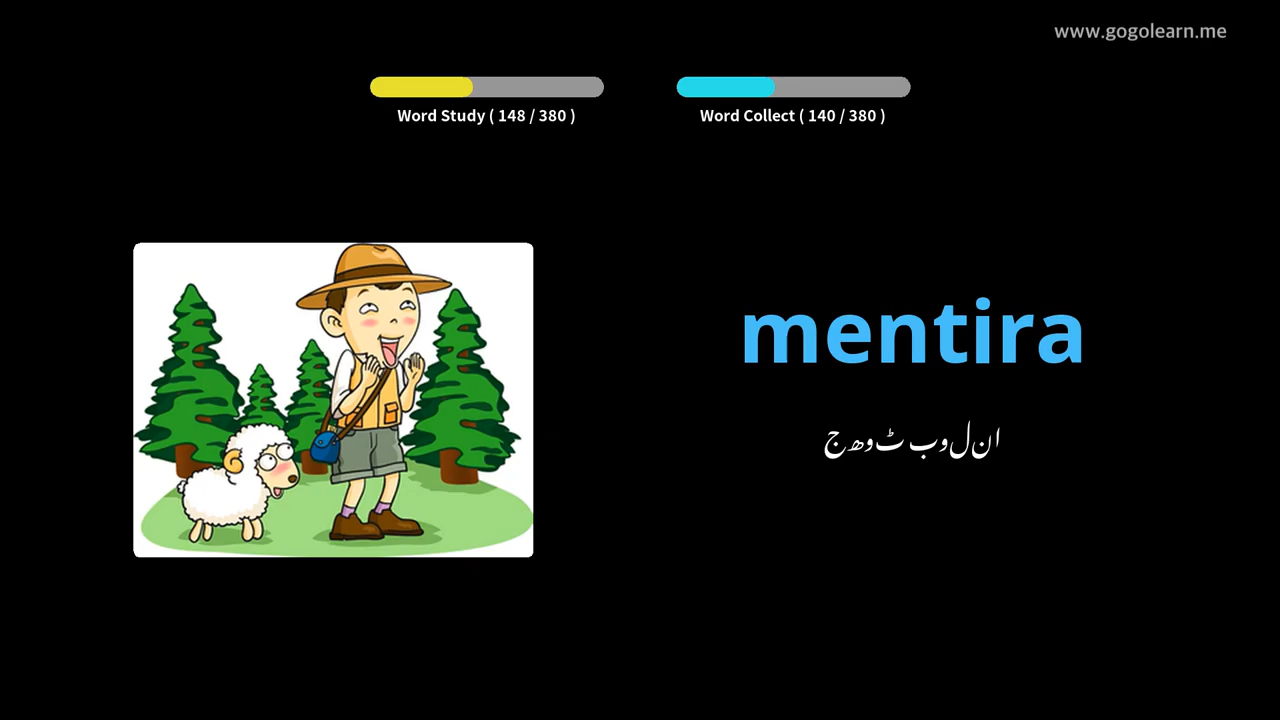 www.gogolearn.me
Word Study ( 148 / 380 )
Word Collect ( 140 / 380 )
mentira
جھوٹ بولنا